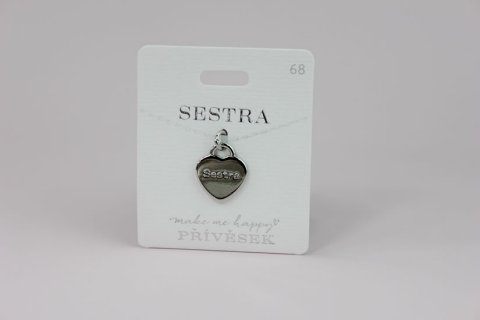 68
SESTRA
Sestra
make me happy
PŘÍVĚSEK